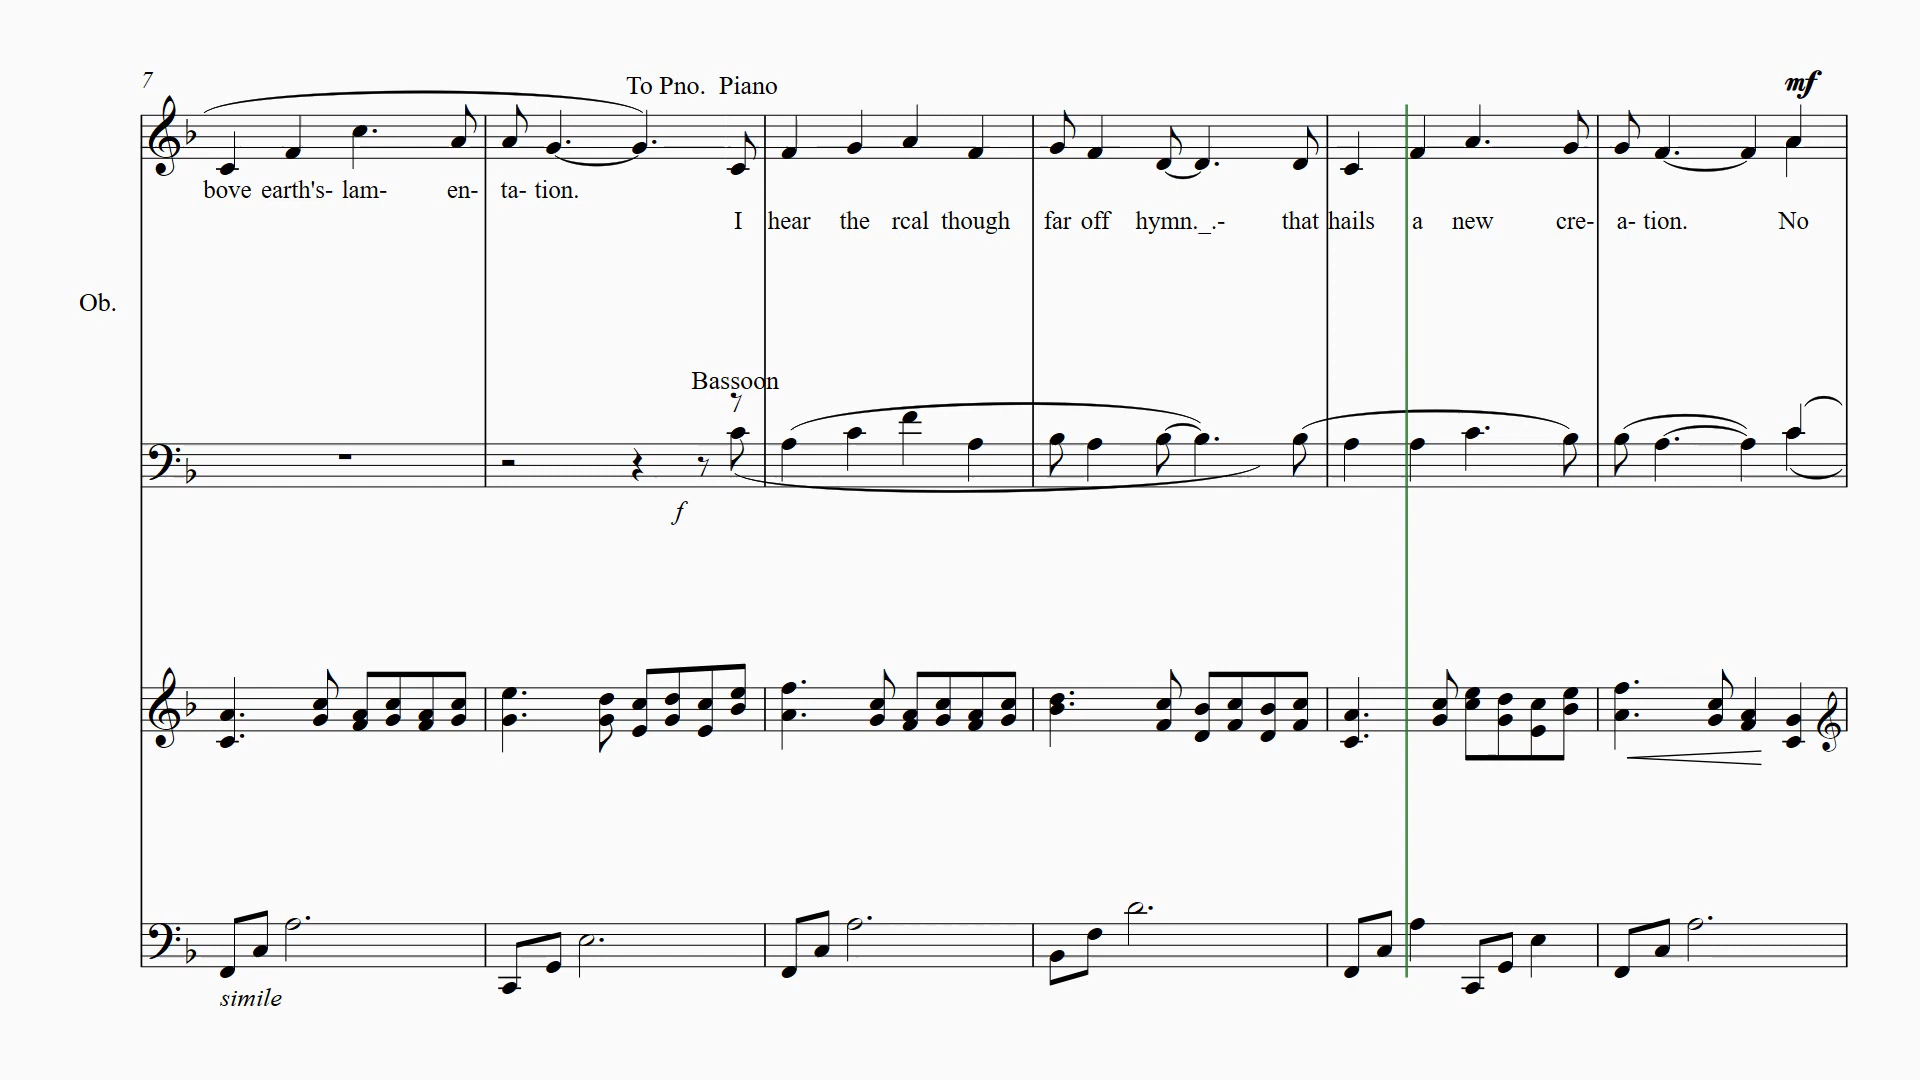 7
To Pno. Piano
mf
bove earth's- lam- en- ta- tion.
I hear the rcal though far off hymn._.- that hails a new cre- a- tion. No
Ob.
Bassoon
f
simile